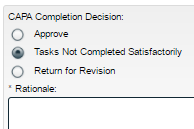 CAPA Completion Decision:
Approve
Tasks Not Completed Satisfactorily
Return for Revision
* Rationale: